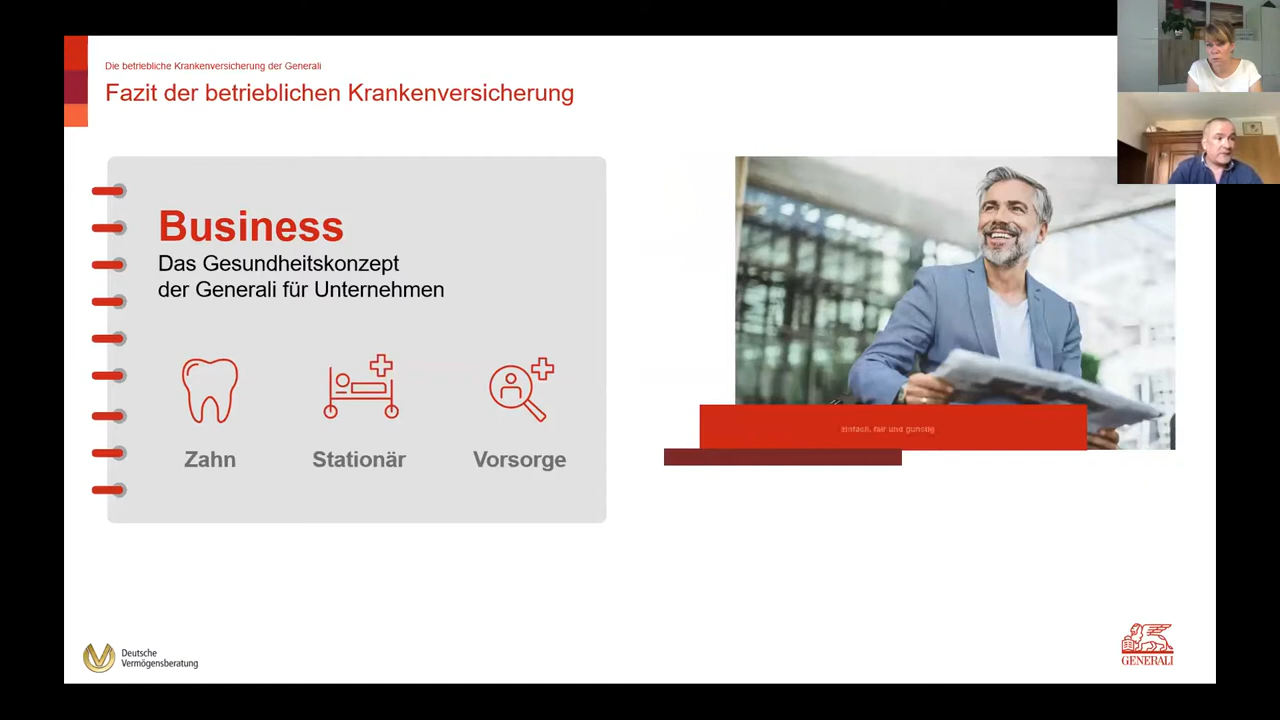 Die betriebliche Krankenversicherung der Generali
Fazit der betrieblichen Krankenversicherung
Business
Das Gesundheitskonzept
der Generali für Unternehmen
Zahn
Stationär
Vorsorge
Einfach, fair und günstig
Deutsche
Vermögensberatung
GENERALI